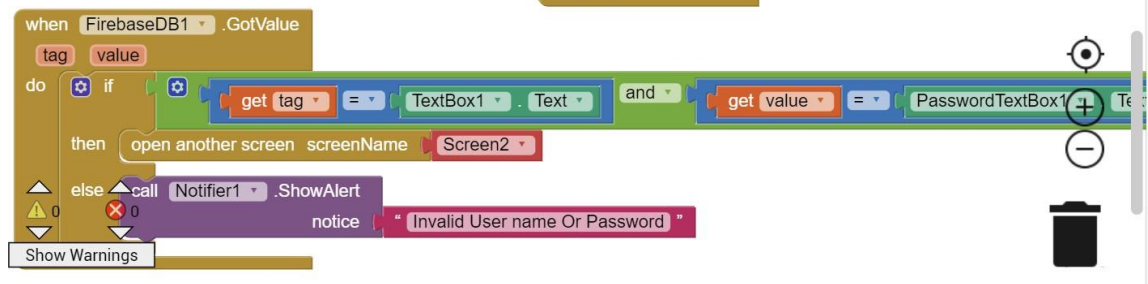 when FirebaseDB1 .GotValue
tag value
do if get tag = TextBox1 . Text and get value = PasswordTextBox1
then open another screen screenName Screen2
else call Notifier1 .ShowAlert
0 0
notice “ Invalid User name Or Password ”
Show Warnings